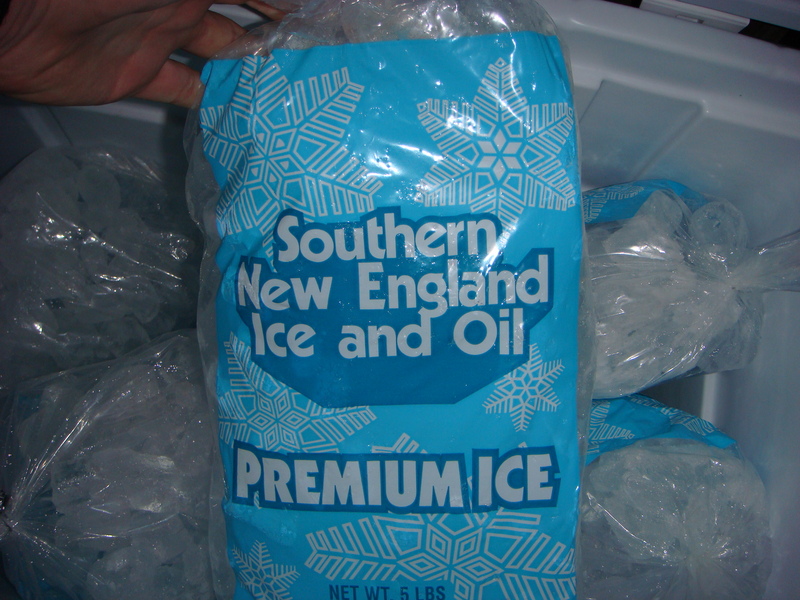 Southern
New England
Ice and Oil
PREMIUM ICE
NET WT. 5 LBS